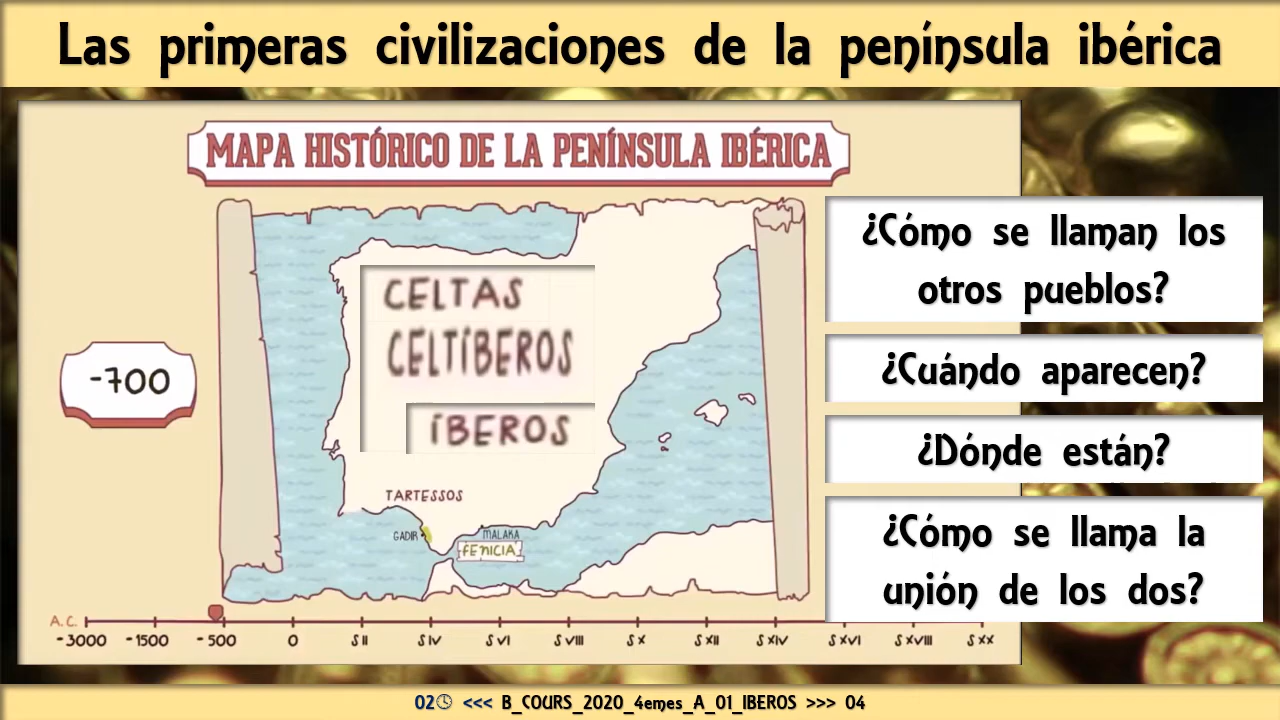 Las primeras civilizaciones de la península ibérica
MAPA HISTÓRICO DE LA PENÍNSULA IBÉRICA
¿Cómo se llaman los
otros pueblos?
¿Cuándo aparecen?
¿Dónde están?
¿Cómo se llama la
unión de los dos?
-700
CELTAS
CELTÍBEROS
ÍBEROS
TARTESSOS
GADIR
MALAKA
FENICIA
A.C.
-3000 -1500 -500 0 S II S IV S VI S VIII S X S XII S XIV S XVI S XVIII S XX
02 <<< B_COURS_2020_4emes_A_01_IBEROS >>> 04